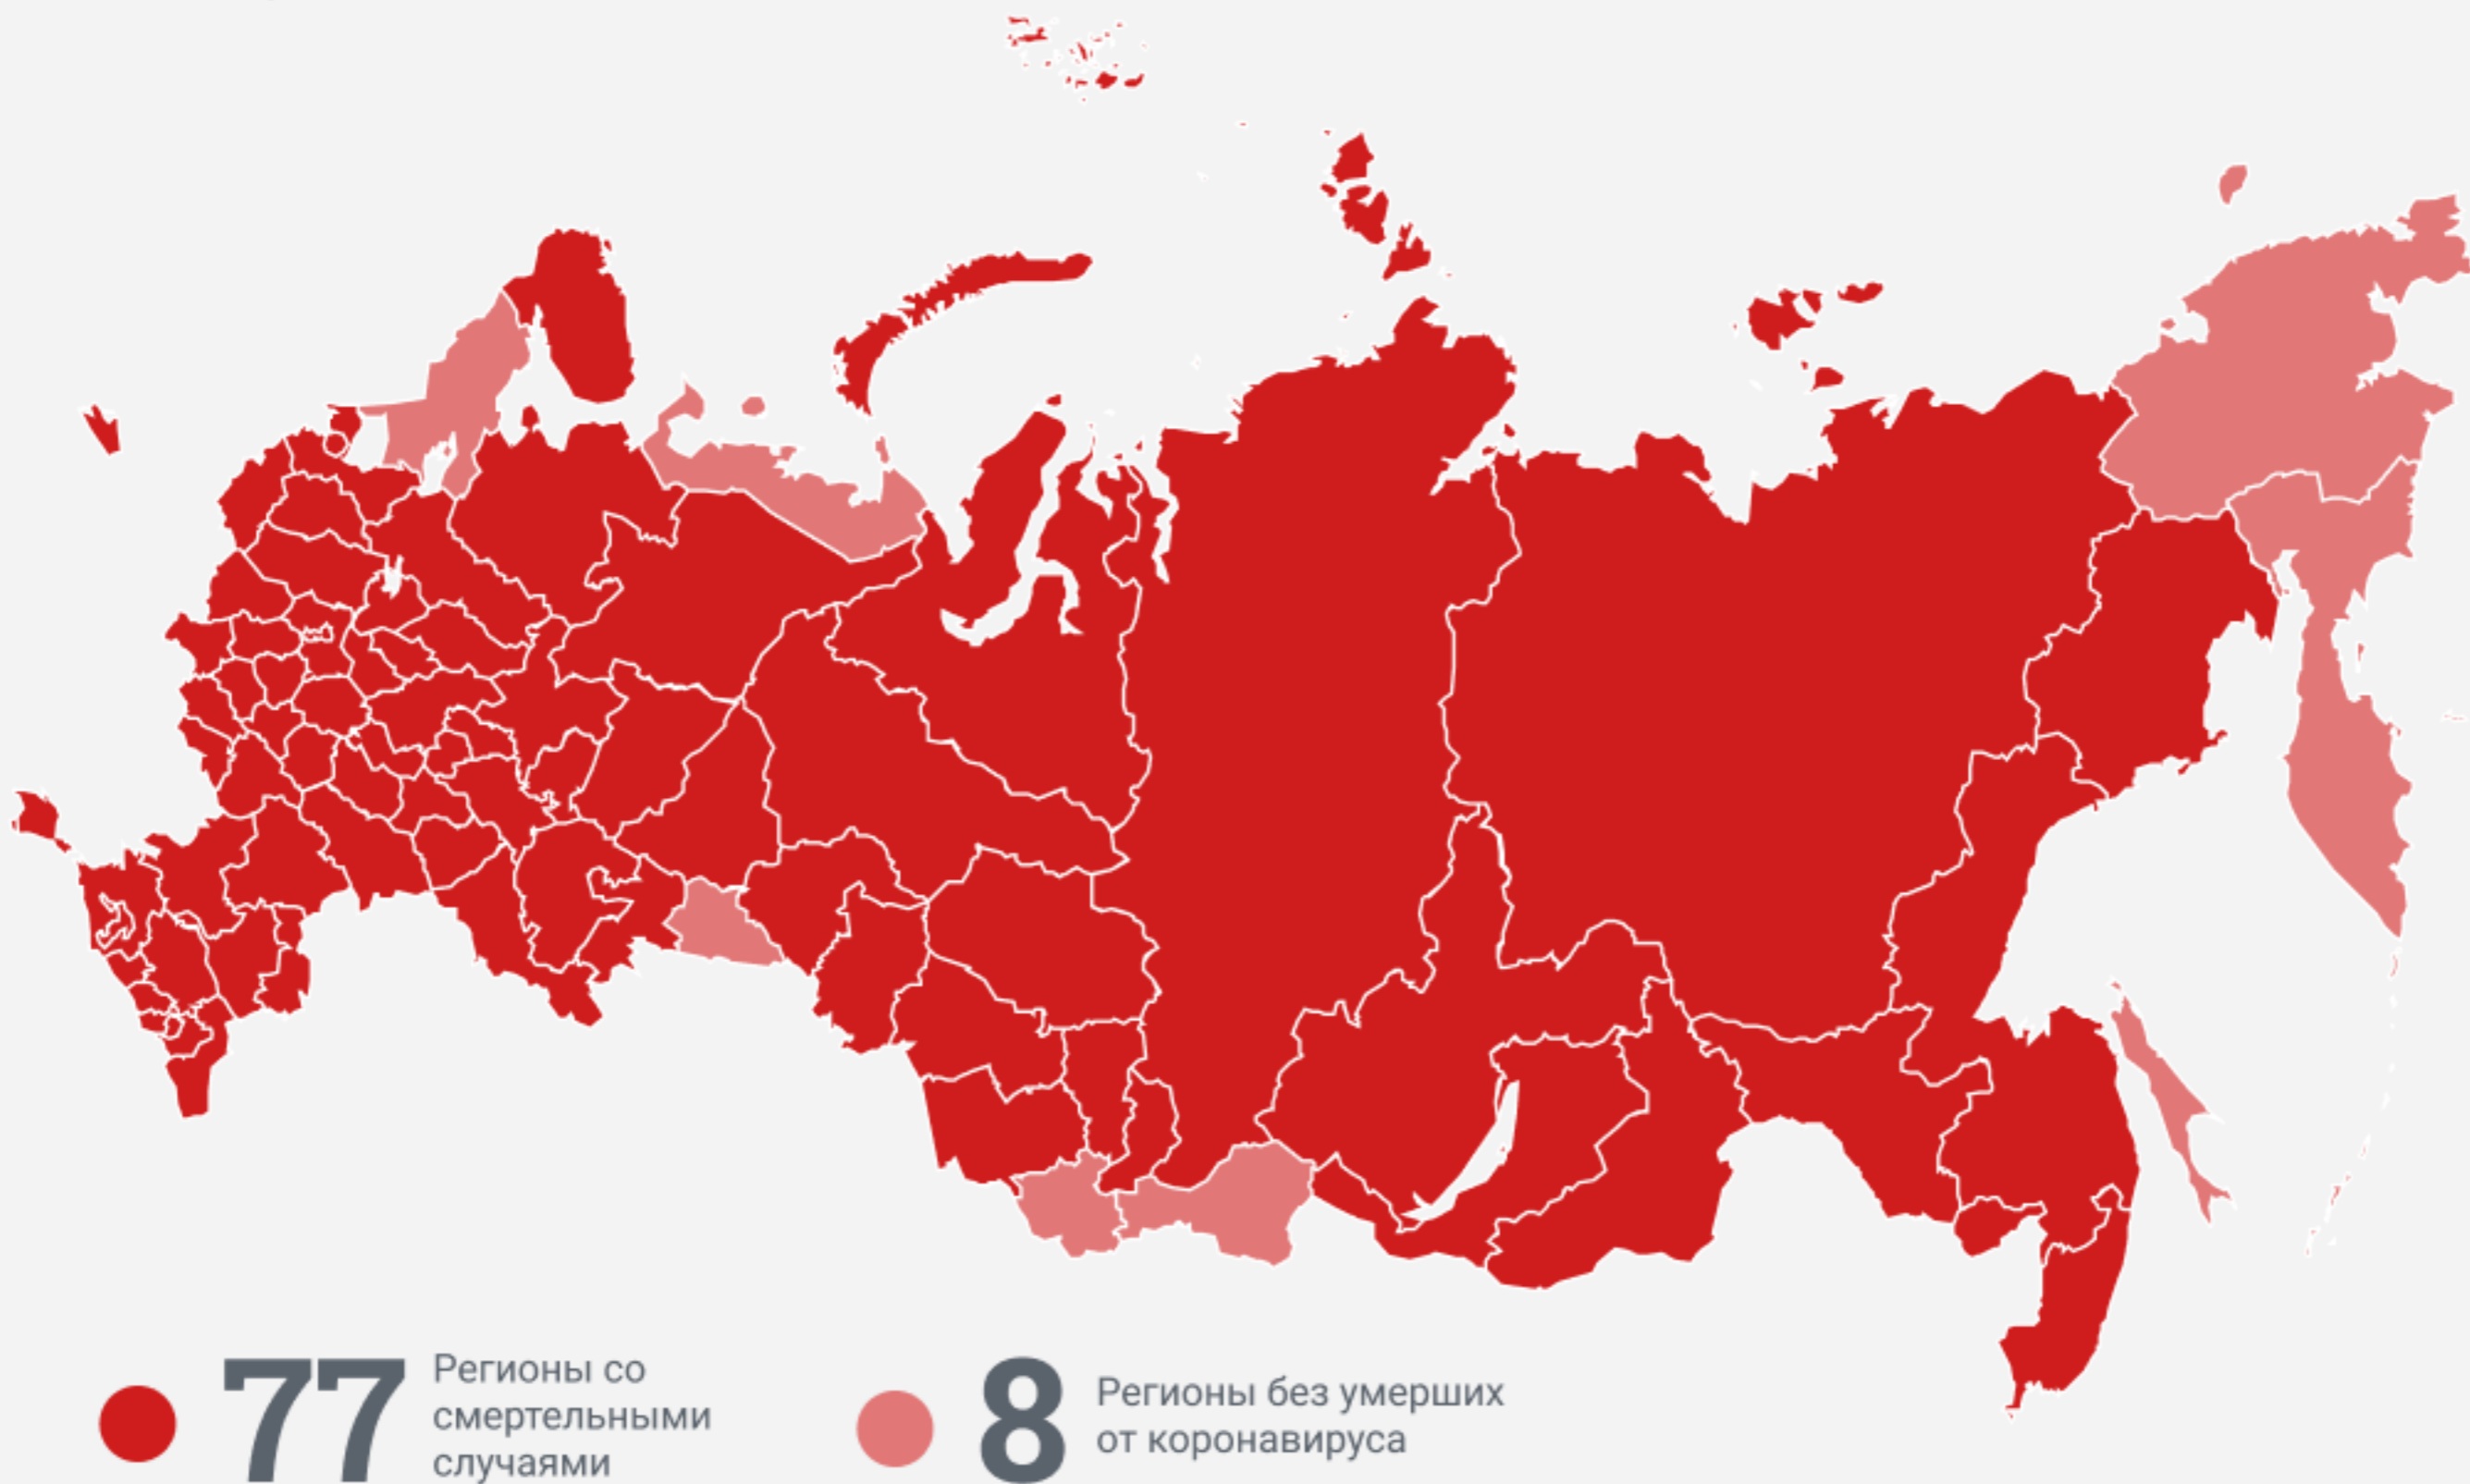 77
Регионы со
смертельными
случаями
8
Регионы без умерших
от коронавируса